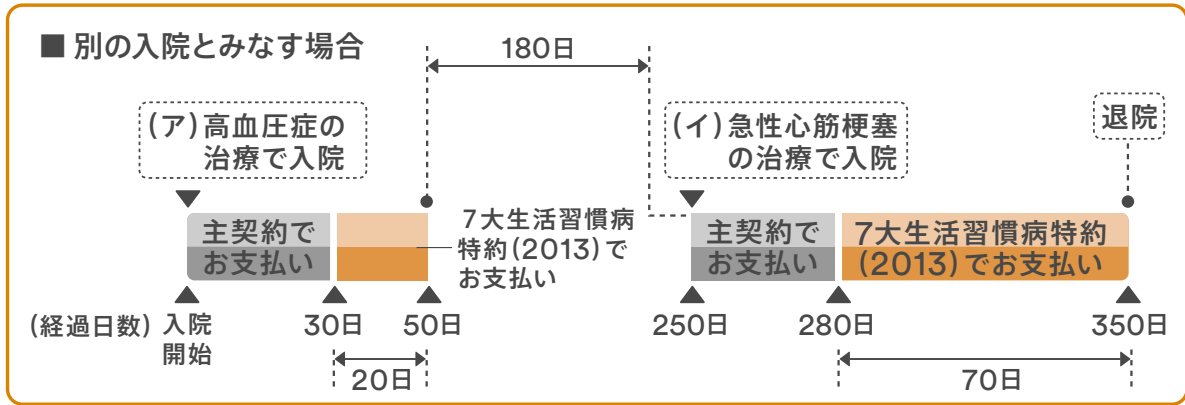 ■ 別の入院とみなす場合
180日
(ア)高血圧症の
治療で入院
(イ)急性心筋梗塞
の治療で入院
退院
主契約で
お支払い
7大生活習慣病
特約(2013)で
お支払い
主契約で
お支払い
7大生活習慣病特約
(2013)でお支払い
(経過日数)
入院
開始
30日
50日
250日
280日
350日
20日
70日